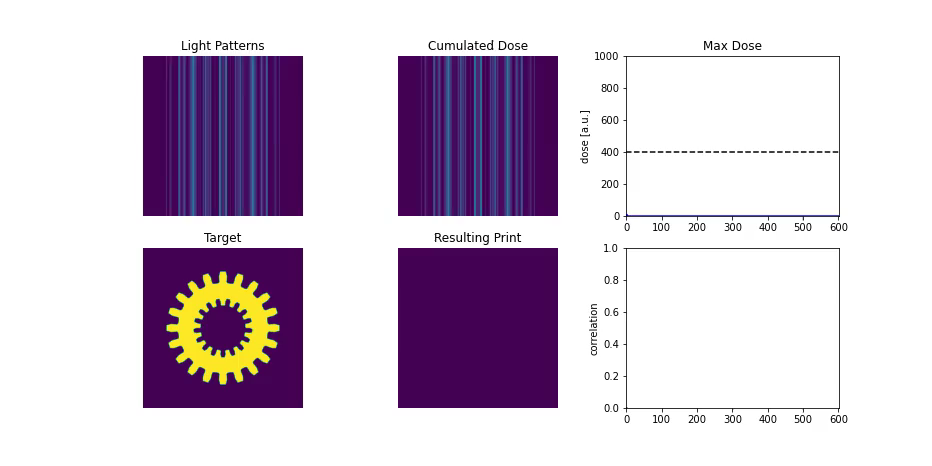 Light Patterns
Cumulated Dose
Max Dose
dose [a.u.]
1000
800
600
400
200
0
0 100 200 300 400 500 600
Target
Resulting Print
correlation
1.0
0.8
0.6
0.4
0.2
0.0
0 100 200 300 400 500 600